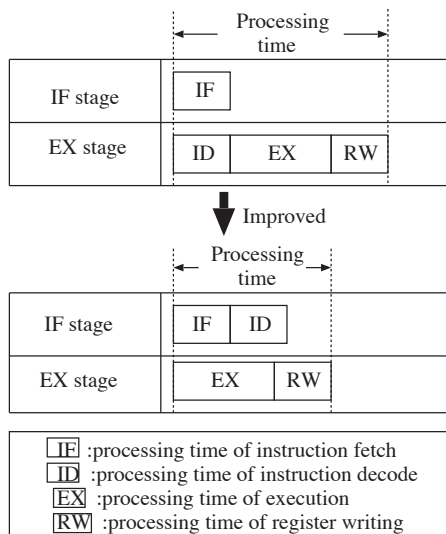 Processing
time
IF stage
IF
EX stage
ID EX RW
Improved
Processing
time
IF stage
IF ID
EX stage
EX RW
IF :processing time of instruction fetch
ID :processing time of instruction decode
EX :processing time of execution
RW :processing time of register writing